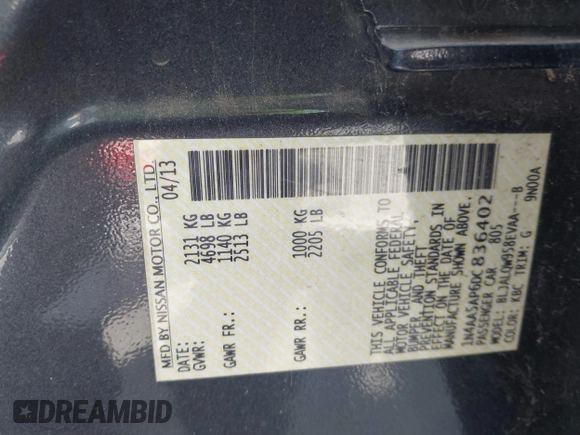 MFD BY NISSAN MOTOR CO., LTD.
DATE: 04/13
GVWR: 2131 KG
4698 LB
GAWR FR.: 1140 KG
2513 LB
GAWR RR.: 1000 KG
2205 LB
THIS VEHICLE CONFORMS TO
ALL APPLICABLE FEDERAL
MOTOR VEHICLE SAFETY,
BUMPER, AND THEFT
PREVENTION STANDARDS IN
EFFECT ON THE DATE OF
MANUFACTURE SHOWN ABOVE.
1N4AA5AP6DC 836402
PASSENGER CAR 805
MODEL: BLJALQW958EVAA---B
COLOR: KBC TRIM: G 9N00A
DREAMBID